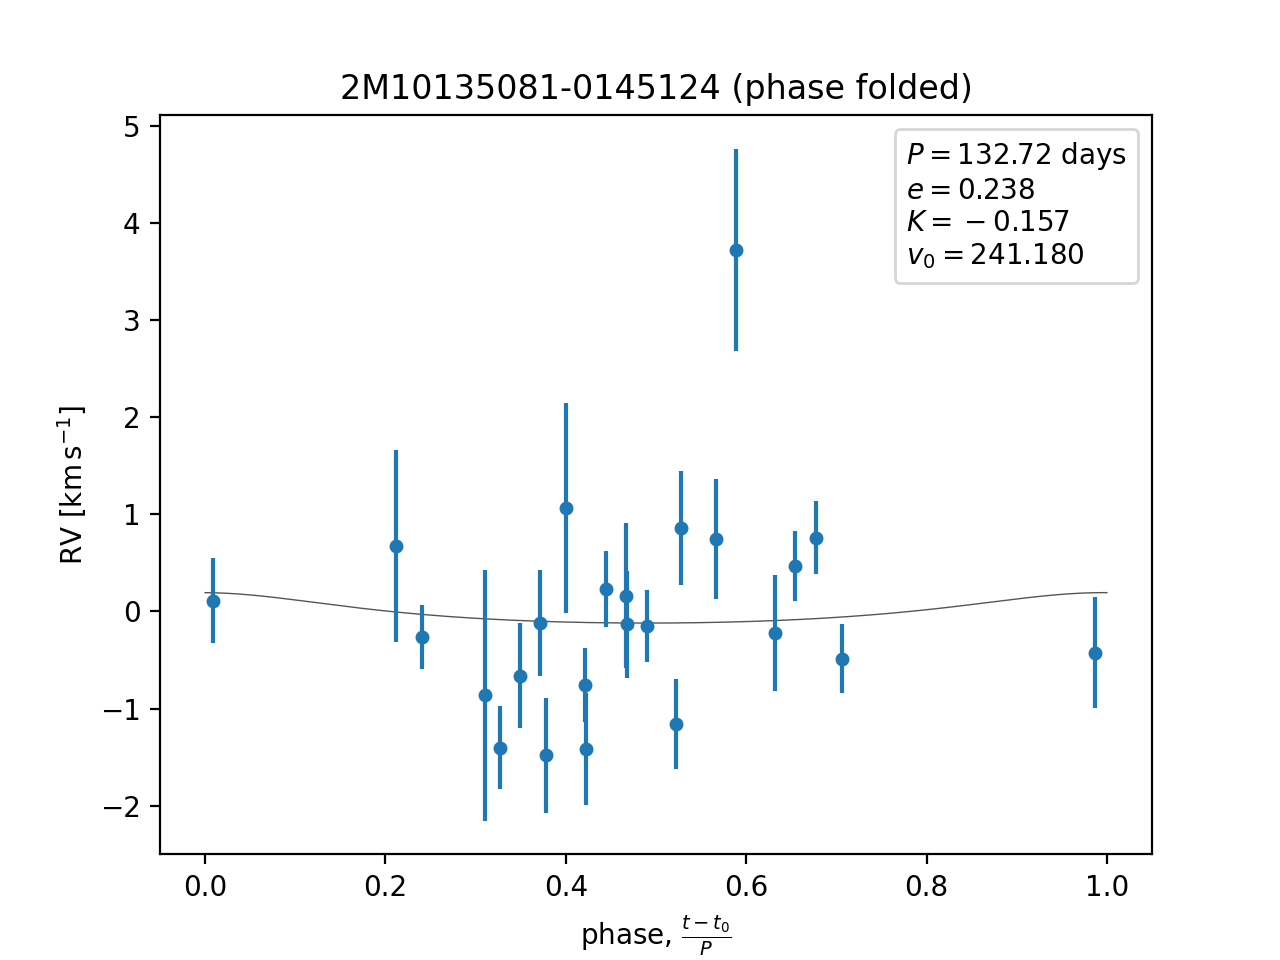 2M10135081-0145124 (phase folded)
P = 132.72 days
e = 0.238
K = −0.157
v₀ = 241.180
5
4
3
2
1
0
−1
−2
RV [km s⁻¹]
0.0 0.2 0.4 0.6 0.8 1.0
phase, (t − t₀)/P